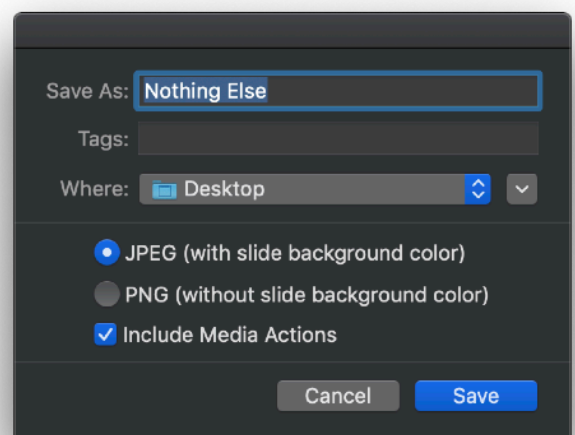 Save As: Nothing Else
Tags:
Where: Desktop
JPEG (with slide background color)
PNG (without slide background color)
Include Media Actions
Cancel Save